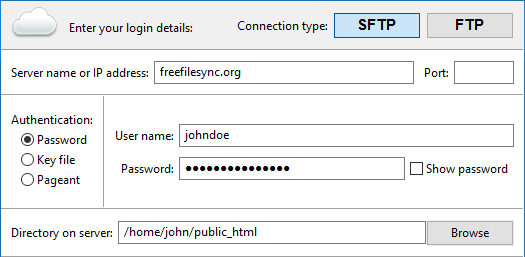 Enter your login details: Connection type: SFTP FTP
Server name or IP address: freefilesync.org Port:
Authentication:
Password
Key file
Pageant
User name: johndoe
Password: ●●●●●●●●●●●●●●● Show password
Directory on server: /home/john/public_html Browse